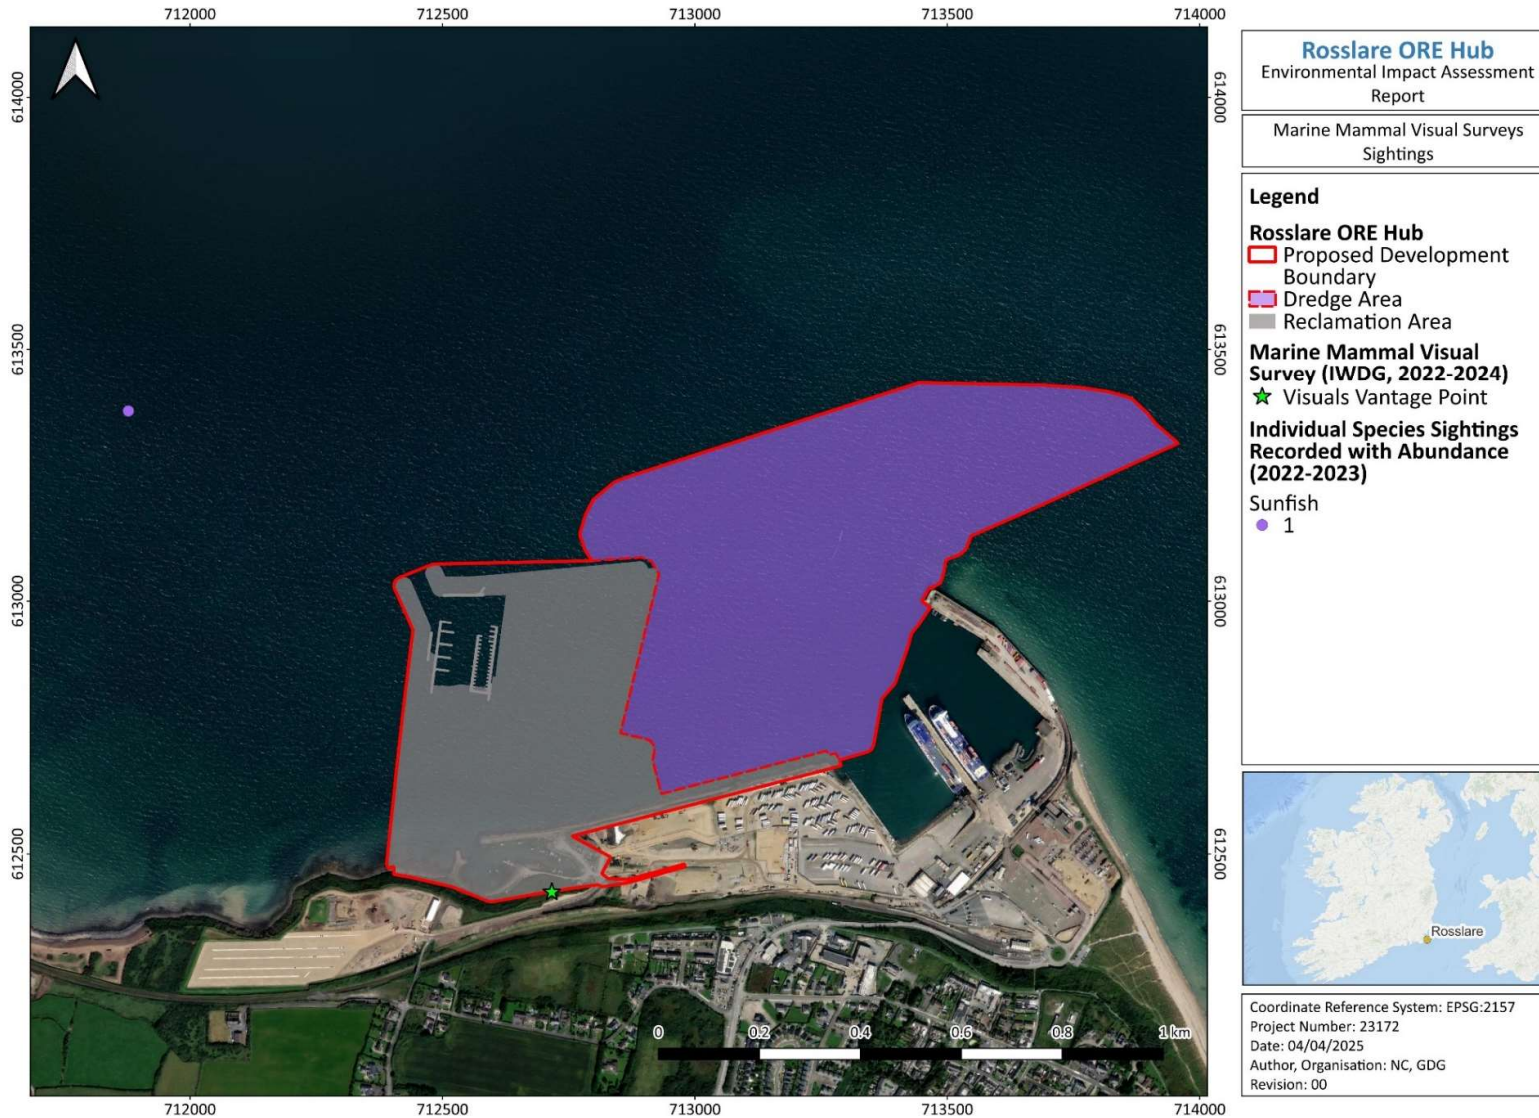 712000
712500
713000
713500
714000
614000
613500
613000
612500
614000
613500
613000
612500
0
0.2
0.4
0.6
0.8
1 km
712000
712500
713000
713500
714000
Rosslare ORE Hub
Environmental Impact Assessment
Report
Marine Mammal Visual Surveys
Sightings
Legend
Rosslare ORE Hub
Proposed Development
Boundary
Dredge Area
Reclamation Area
Marine Mammal Visual
Survey (IWDG, 2022-2024)
Visuals Vantage Point
Individual Species Sightings
Recorded with Abundance
(2022-2023)
Sunfish
1
Rosslare
Coordinate Reference System: EPSG:2157
Project Number: 23172
Date: 04/04/2025
Author, Organisation: NC, GDG
Revision: 00